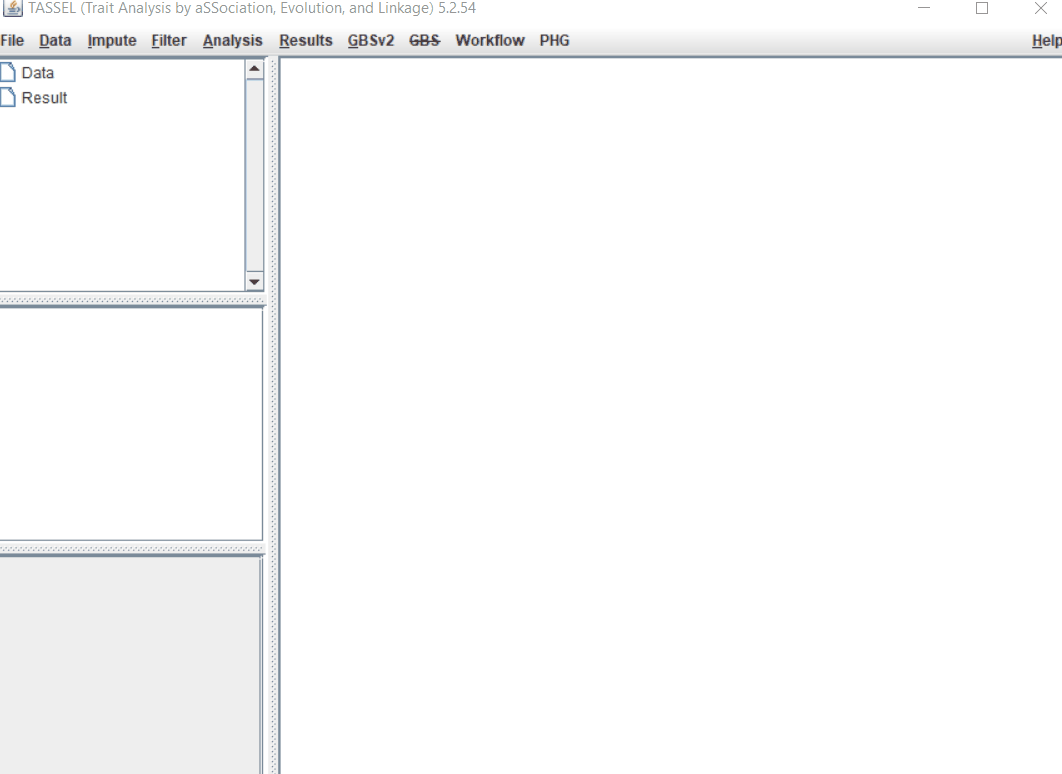 TASSEL (Trait Analysis by aSSociation, Evolution, and Linkage) 5.2.54
File Data Impute Filter Analysis Results GBSv2 GBS Workflow PHG Help
Data
Result